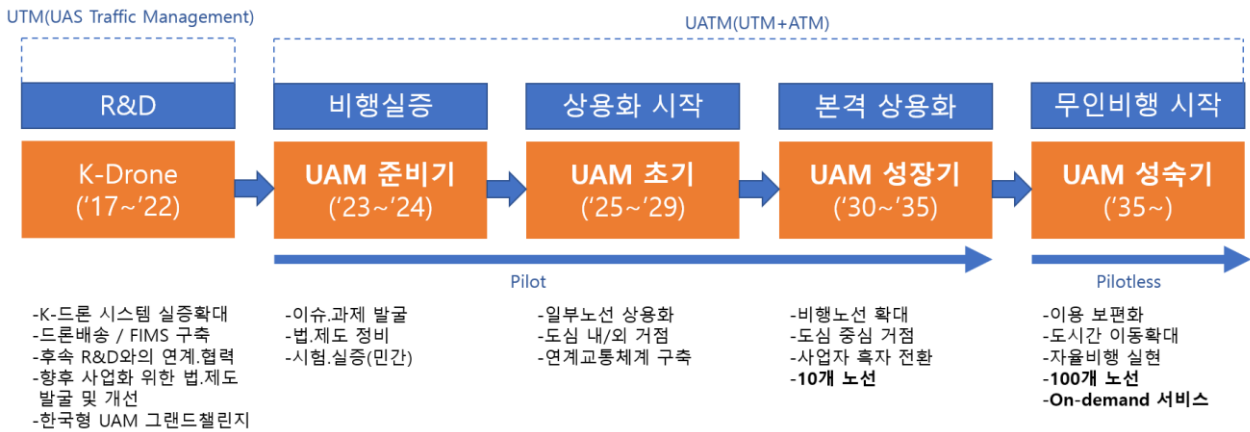 UTM(UAS Traffic Management)
UATM(UTM+ATM)
R&D
비행실증
상용화 시작
본격 상용화
무인비행 시작
K-Drone
(‘17~’22)
UAM 준비기
(‘23~’24)
UAM 초기
(‘25~’29)
UAM 성장기
(‘30~’35)
UAM 성숙기
(‘35~)
Pilot
Pilotless
-K-드론 시스템 실증확대
-드론배송 / FIMS 구축
-후속 R&D와의 연계.협력
-향후 사업화 위한 법.제도
발굴 및 개선
-한국형 UAM 그랜드챌린지
-이슈.과제 발굴
-법.제도 정비
-시험.실증(민간)
-일부노선 상용화
-도심 내/외 거점
-연계교통체계 구축
-비행노선 확대
-도심 중심 거점
-사업자 흑자 전환
-10개 노선
-이용 보편화
-도시간 이동확대
-자율비행 실현
-100개 노선
-On-demand 서비스